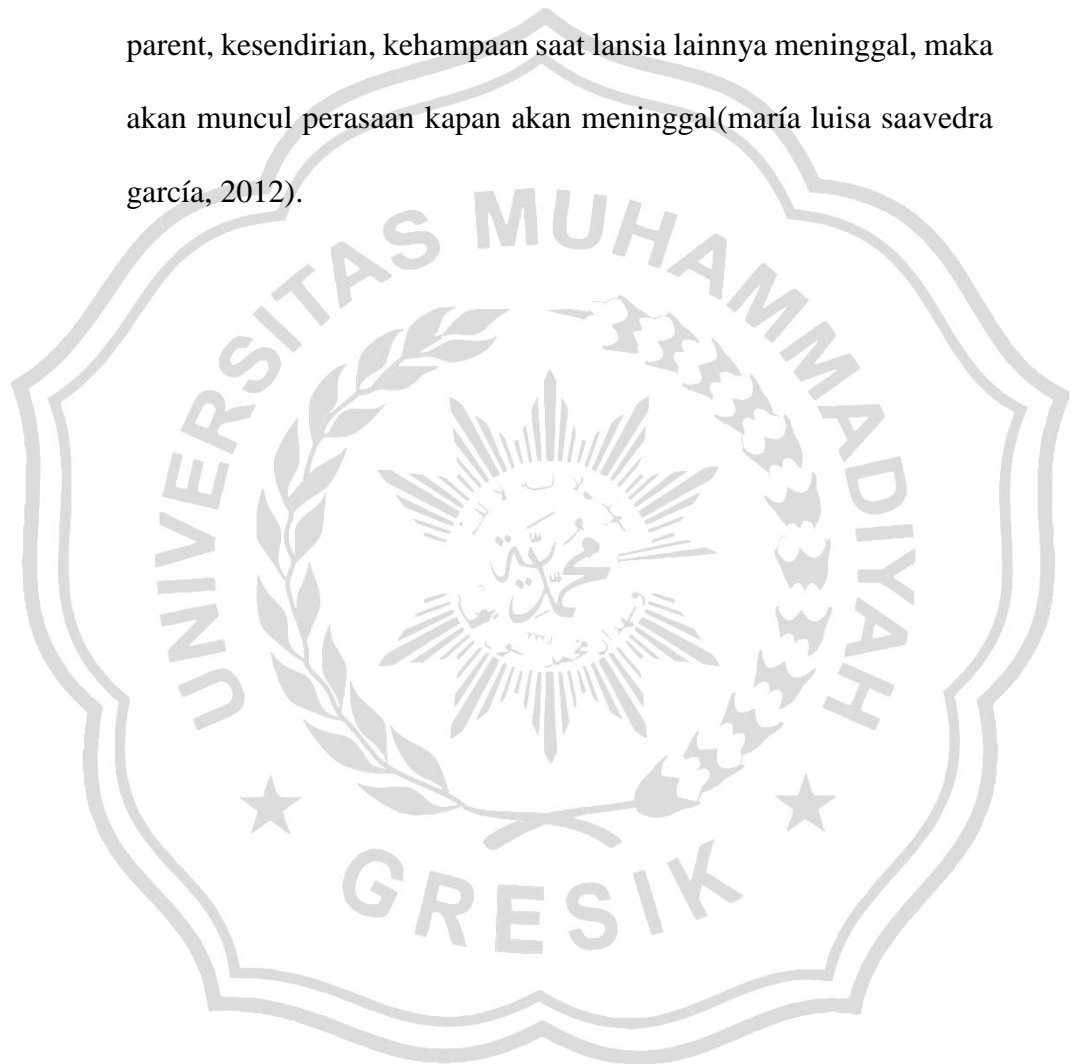 parent, kesendirian, kehampaan saat lansia lainnya meninggal, maka
akan muncul perasaan kapan akan meninggal(maría luisa saavedra
garcía, 2012).
UNIVERSITAS MUHAMMADIYAH
GRESIK